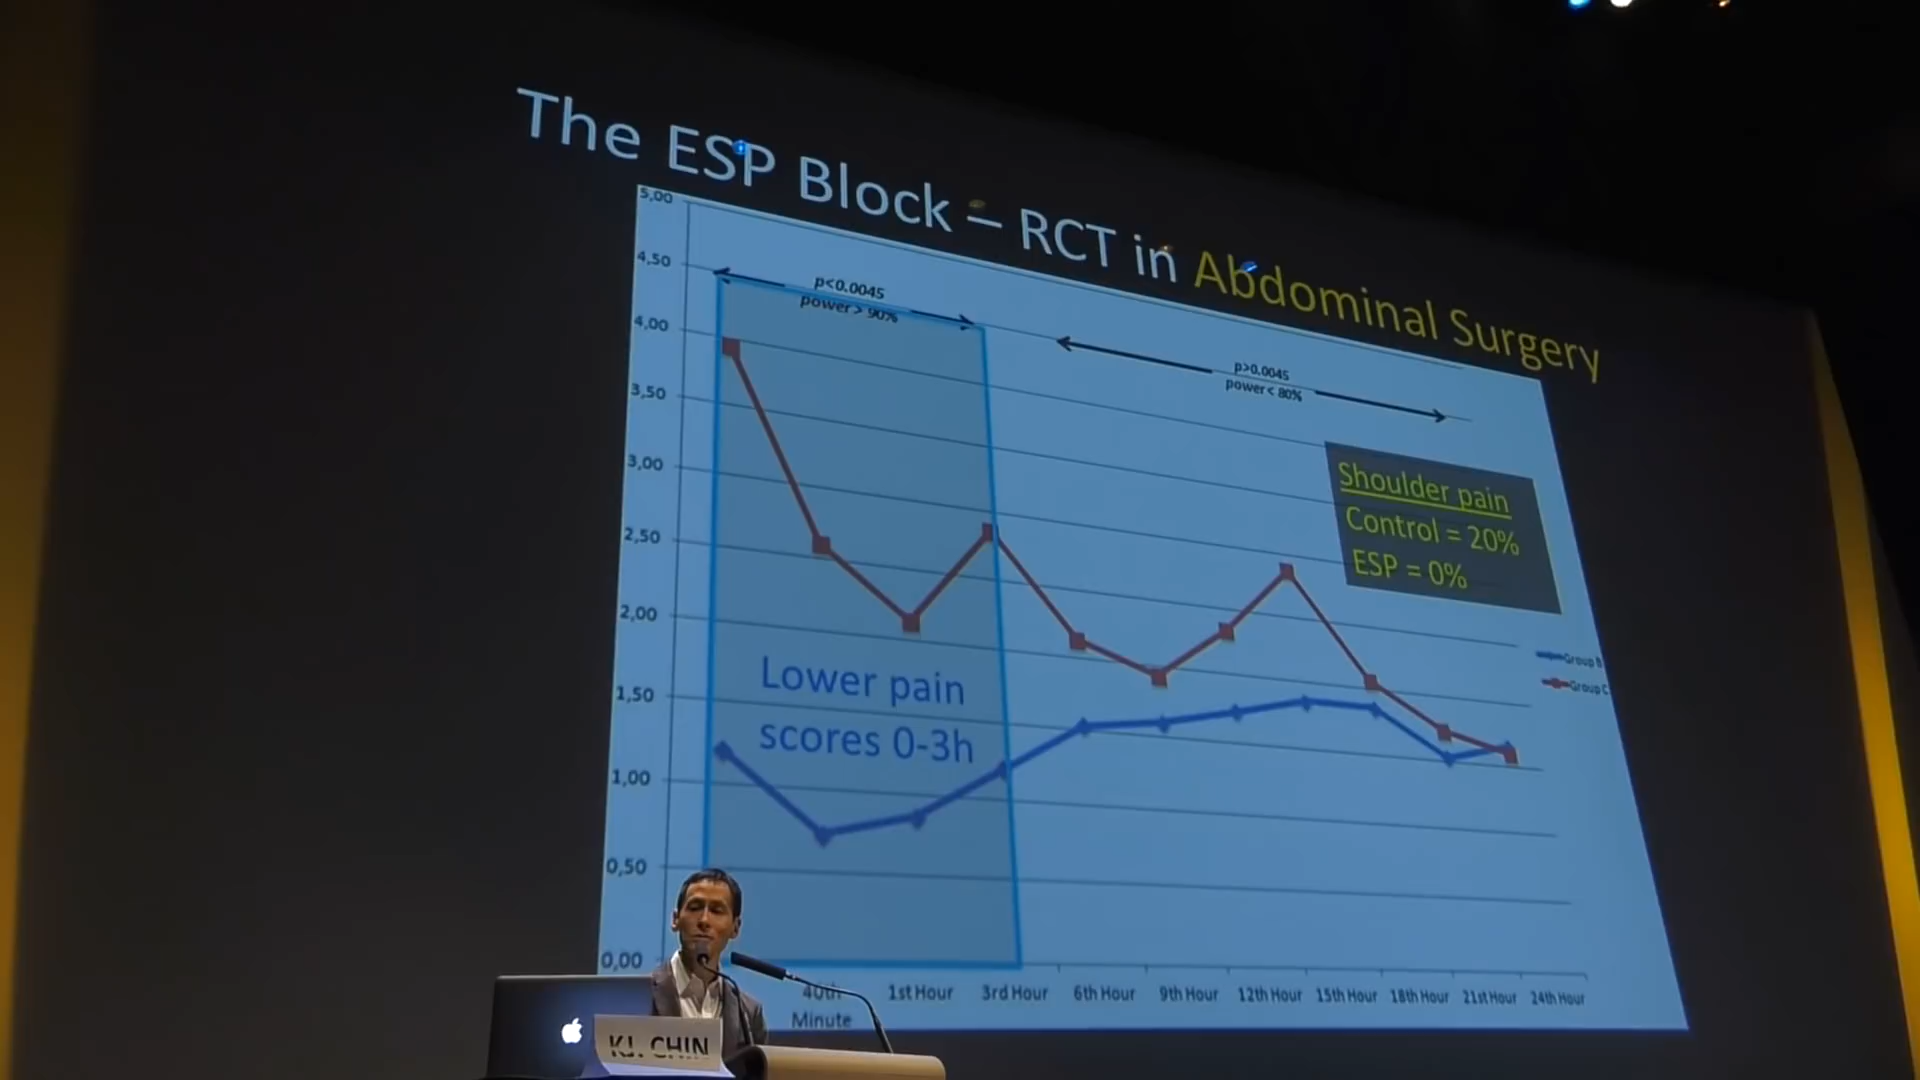 The ESP Block – RCT in Abdominal Surgery
5,00
4,50
4,00
3,50
3,00
2,50
2,00
1,50
1,00
0,50
0,00
p<0.0045
power > 90%
p>0.0045
power < 80%
Shoulder pain
Control = 20%
ESP = 0%
Group B
Group C
Lower pain
scores 0-3h
40th
Minute
1st Hour
3rd Hour
6th Hour
9th Hour
12th Hour
15th Hour
18th Hour
21st Hour
24th Hour
KJ. CHIN